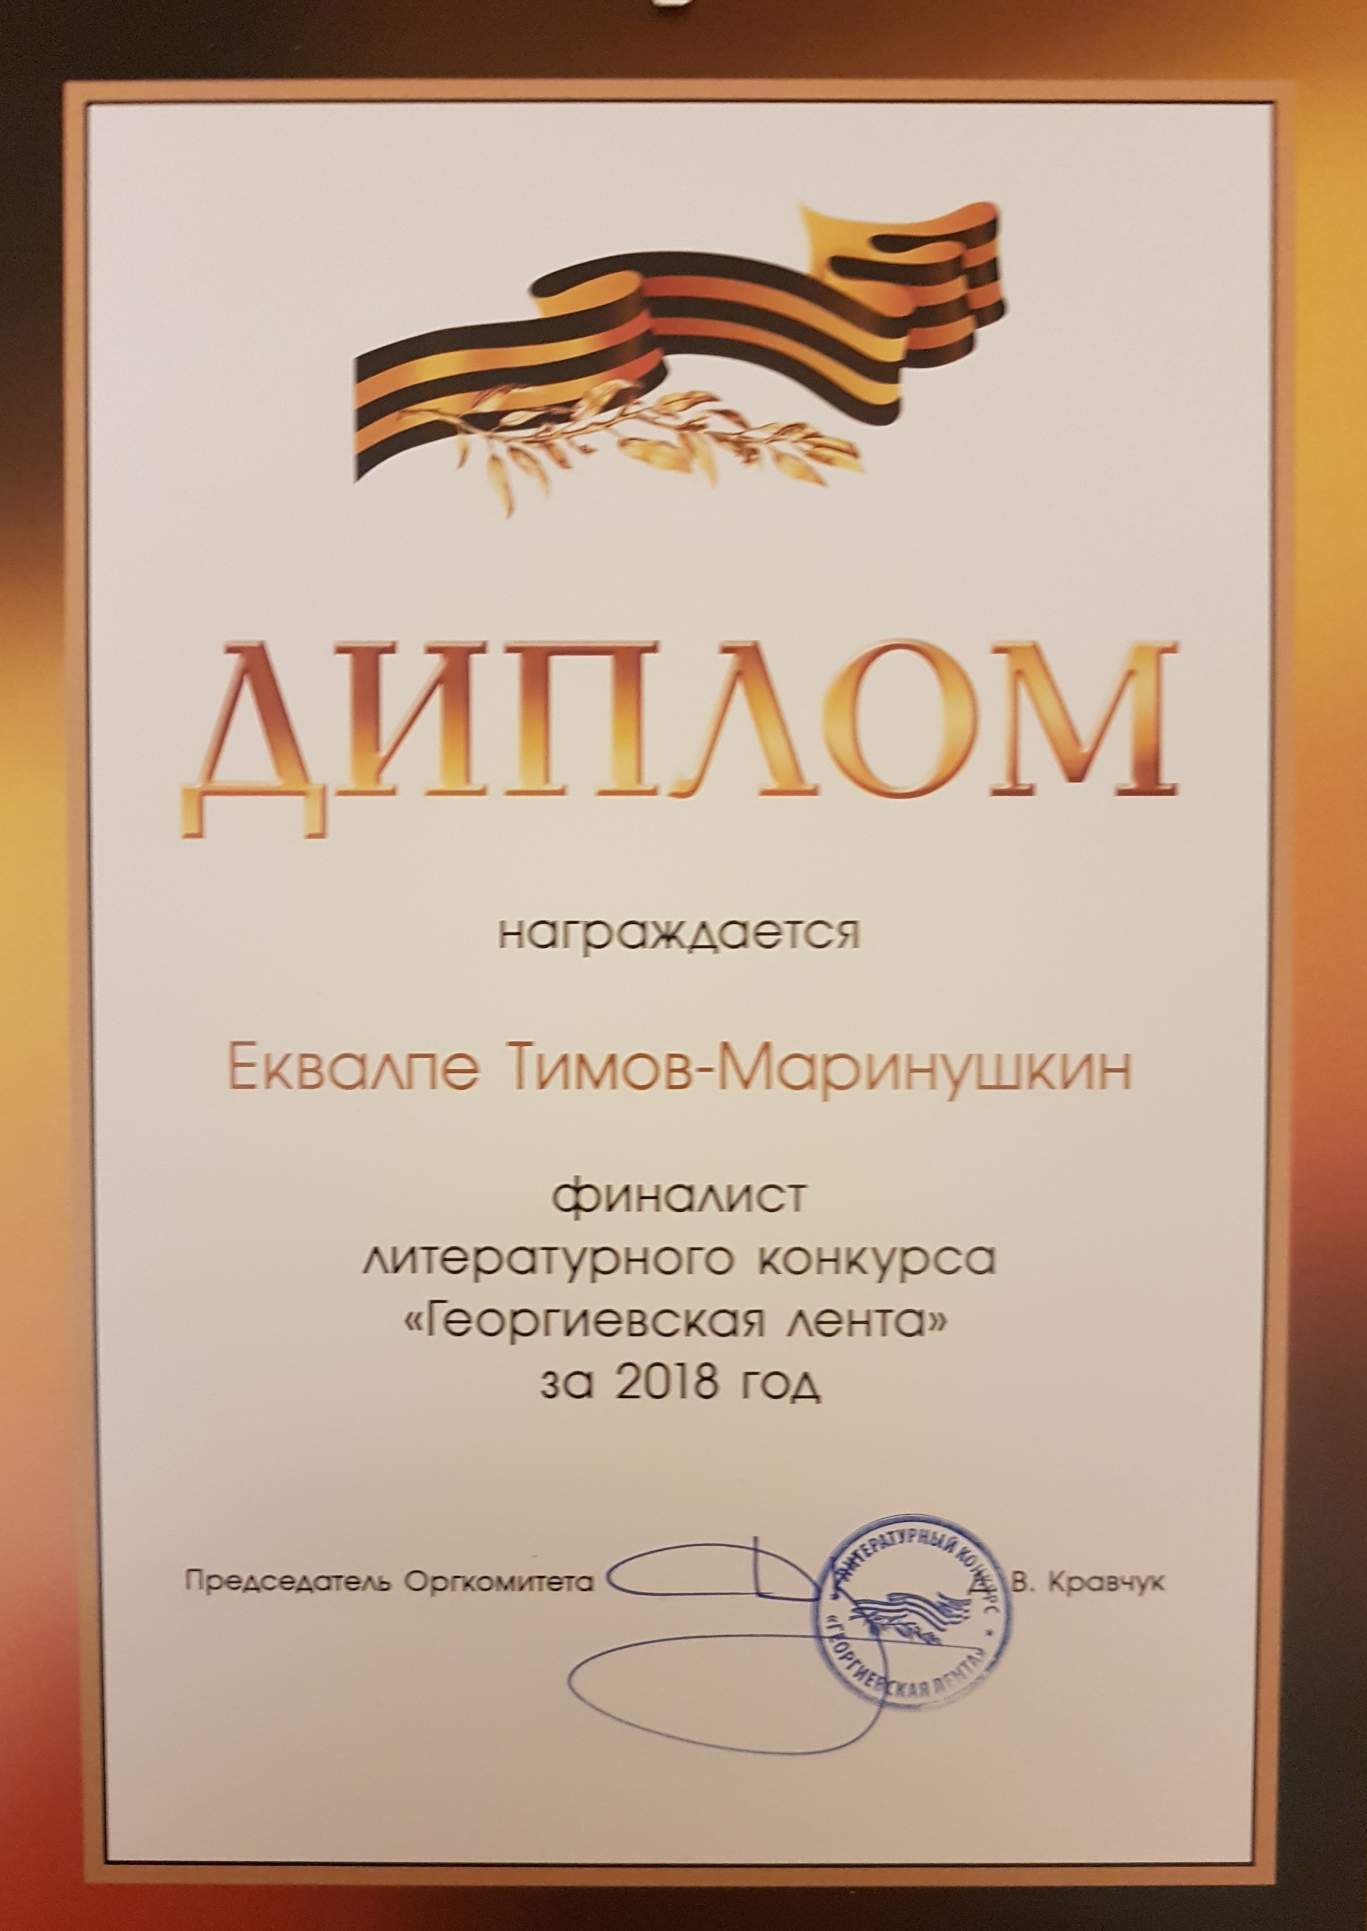 ДИПЛОМ
награждается
Еквалпе Тимов-Маринушкин
финалист
литературного конкурса
«Георгиевская лента»
за 2018 год
Председатель Оргкомитета Д. В. Кравчук
ЛИТЕРАТУРНЫЙ КОНКУРС
«ГЕОРГИЕВСКАЯ ЛЕНТА»